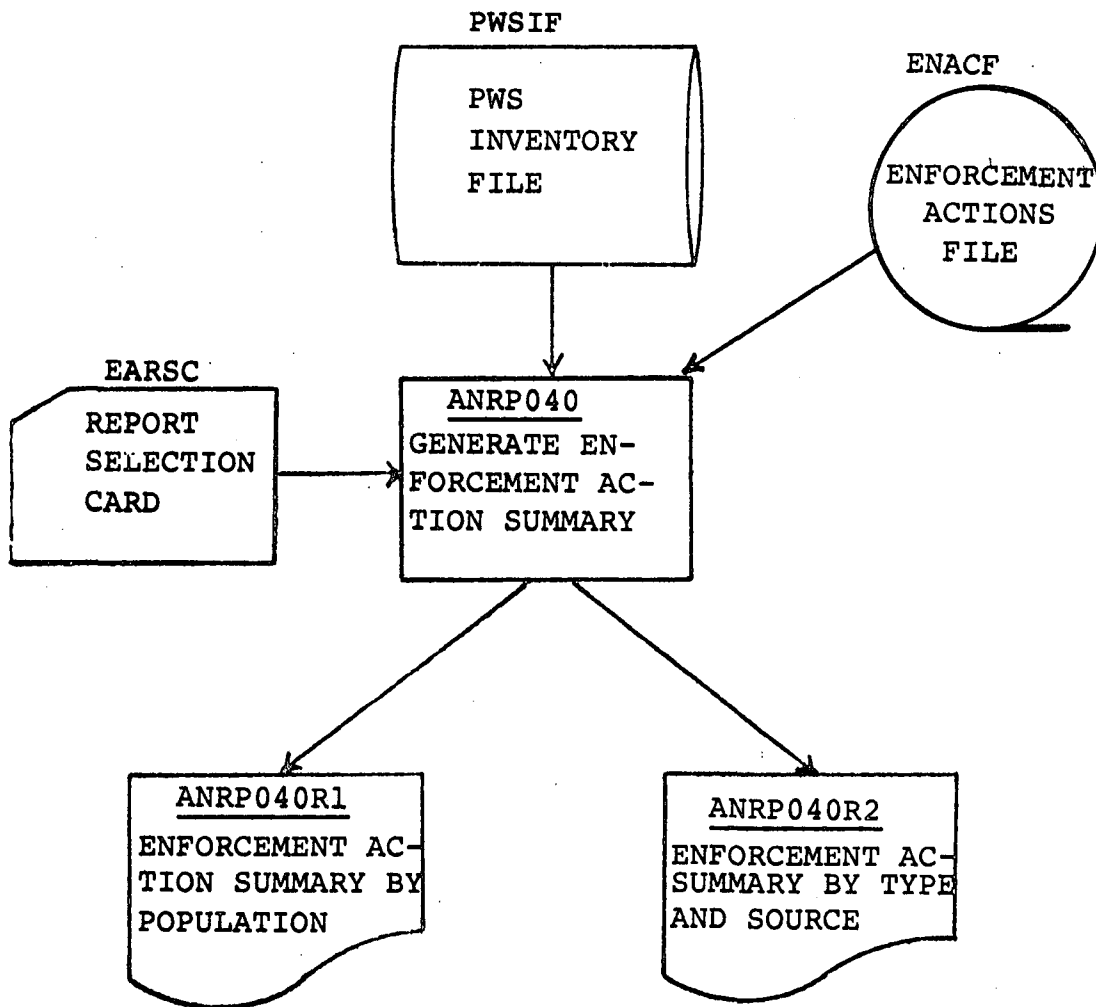 PWSIF
PWS
INVENTORY
FILE
ENACF
ENFORCEMENT
ACTIONS
FILE
EARSC
REPORT
SELECTION
CARD
ANRP040
GENERATE EN-
FORCEMENT AC-
TION SUMMARY
ANRP040R1
ENFORCEMENT AC-
TION SUMMARY BY
POPULATION
ANRP040R2
ENFORCEMENT AC-
SUMMARY BY TYPE
AND SOURCE